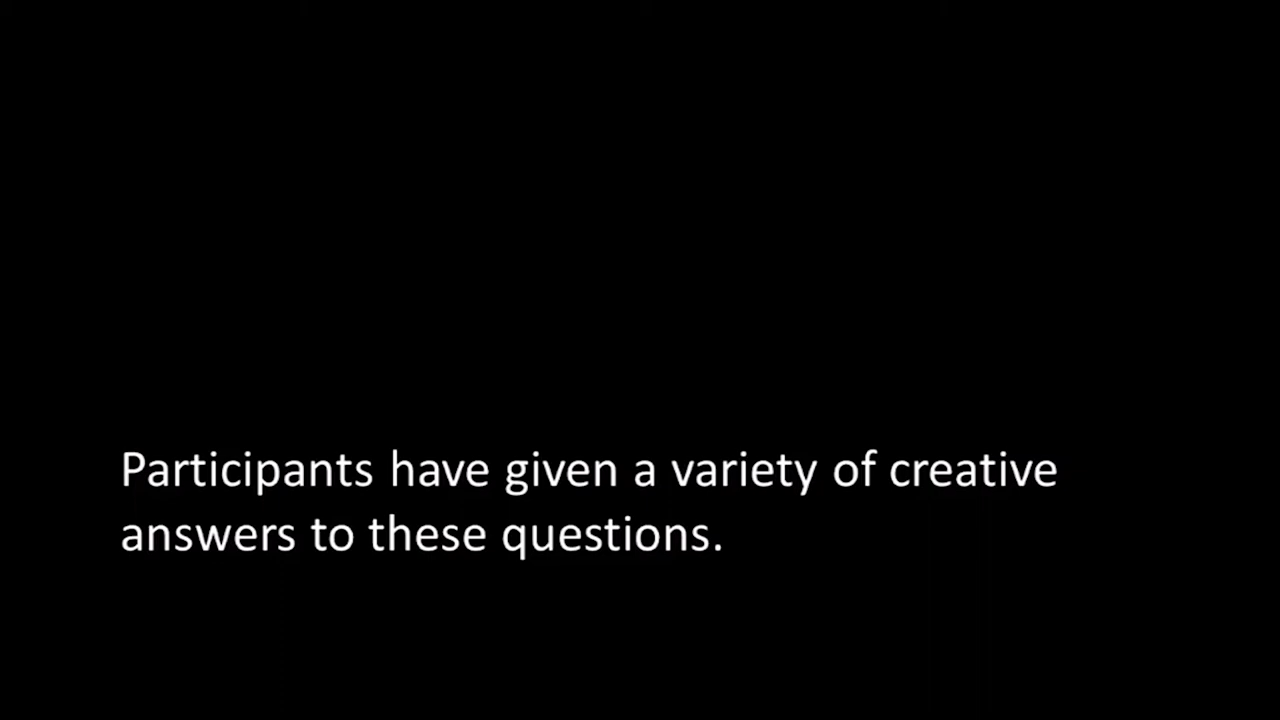 Participants have given a variety of creative
answers to these questions.